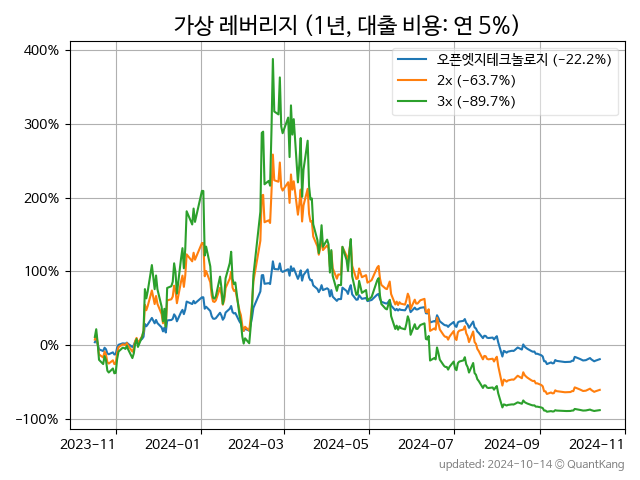 가상 레버리지 (1년, 대출 비용: 연 5%)
400%
300%
200%
100%
0%
−100%
오픈엣지테크놀로지 (−22.2%)
2x (−63.7%)
3x (−89.7%)
2023-11 2024-01 2024-03 2024-05 2024-07 2024-09 2024-11
updated: 2024-10-14 © QuantKang